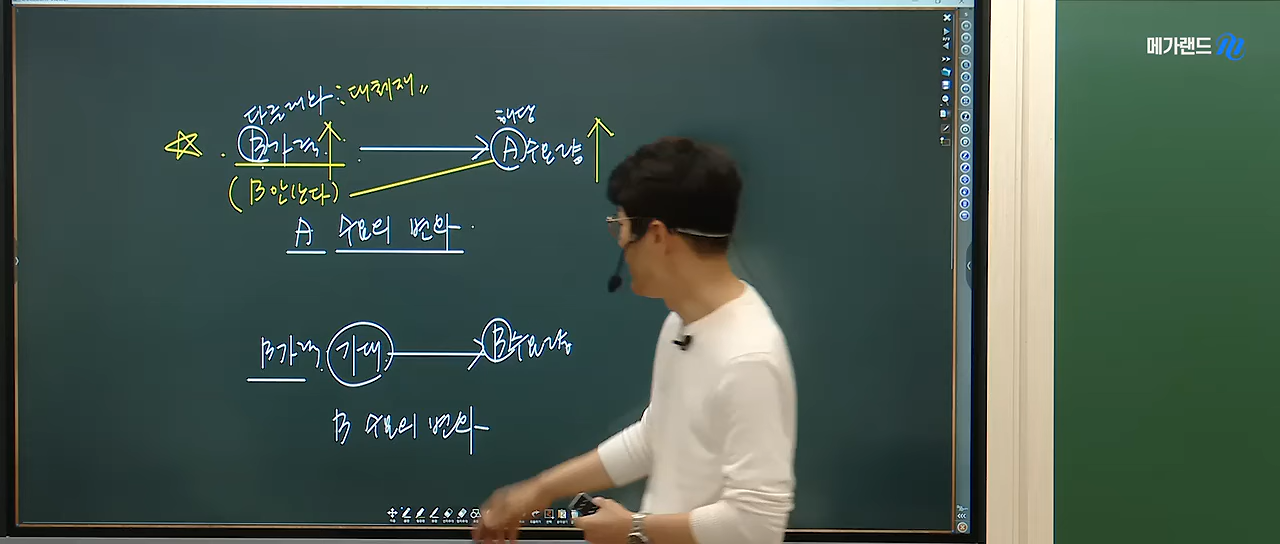 메가랜드
다른재화 : 대체재
해당
B가격 ↑ → A수요량 ↑
(B안산다)
A 수요의 변화
B가격 기대 → B수요량
B 수요의 변화